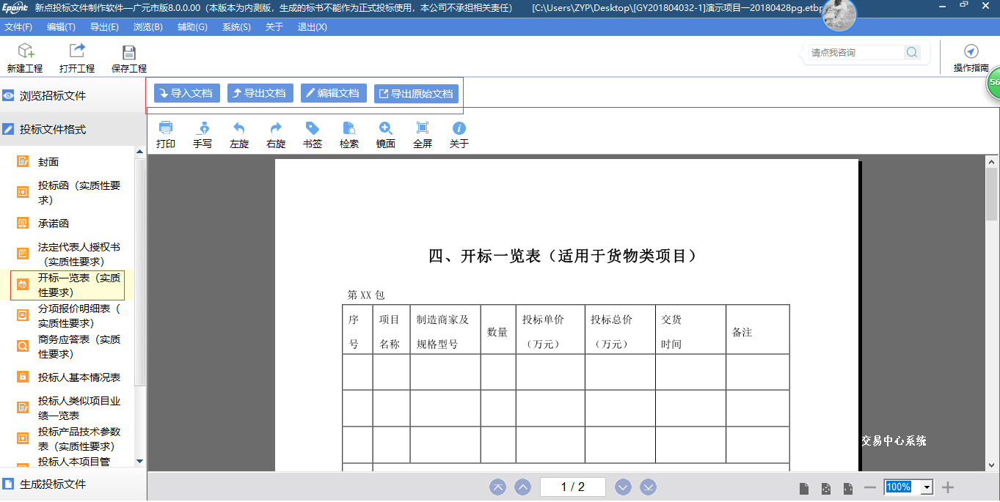 Epoint 新点投标文件制作软件—广元市版8.0.0.00（本版本为内测版，生成的标书不能作为正式投标使用，本公司不承担相关责任） [C:\Users\ZYP\Desktop\[GY201804032-1]演示项目—20180428pg.etbp
文件(F) 编辑(T) 导出(E) 浏览(B) 辅助(G) 系统(S) 关于 退出(X)
请点我咨询
新建工程 打开工程 保存工程 操作指南
56
浏览招标文件
导入文档 导出文档 编辑文档 导出原始文档
投标文件格式
打印 手写 左旋 右旋 书签 检索 镜面 全屏 关于
封面
投标函（实质性要
求）
承诺函
法定代表人授权书
（实质性要求）
开标一览表（实质
性要求）
分项报价明细表（
实质性要求）
商务应答表（实质
性要求）
投标人基本情况表
投标人类似项目业
绩一览表
投标产品技术参数
表（实质性要求）
投标人本项目管
生成投标文件
四、开标一览表（适用于货物类项目）
第 XX 包
序 项目 制造商家及 数量 投标单价 投标总价 交货 备注
号 名称 规格型号 （万元） （万元） 时间
交易中心系统
1 / 2
100%